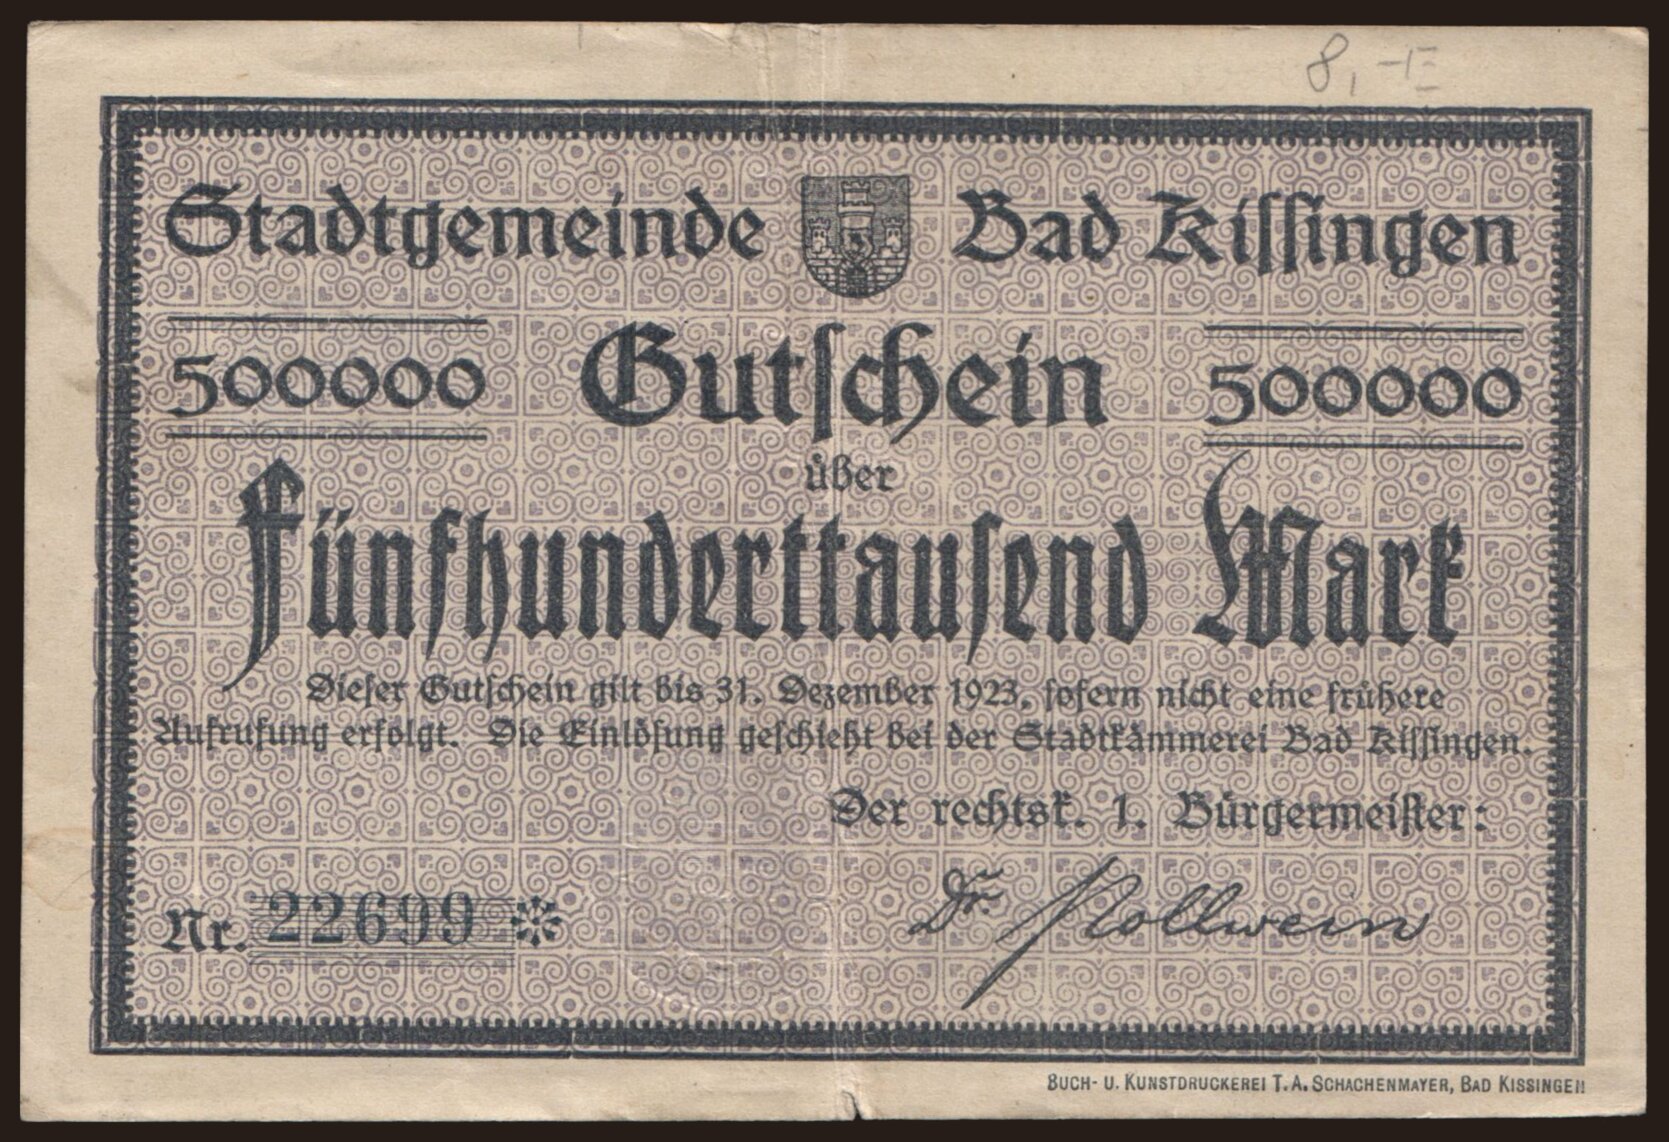 8,-
Stadtgemeinde Bad Kissingen
500000 Gutschein 500000
über
Fünfhunderttausend Mark
Dieser Gutschein gilt bis 31. Dezember 1923, sofern nicht eine frühere
Aufrufung erfolgt. Die Einlösung geschieht bei der Stadtkämmerei Bad Kissingen.
Der rechtsk. 1. Bürgermeister:
Nr. 22699
Dr. Pollwein
BUCH- U. KUNSTDRUCKEREI T. A. SCHACHENMAYER, BAD KISSINGEN